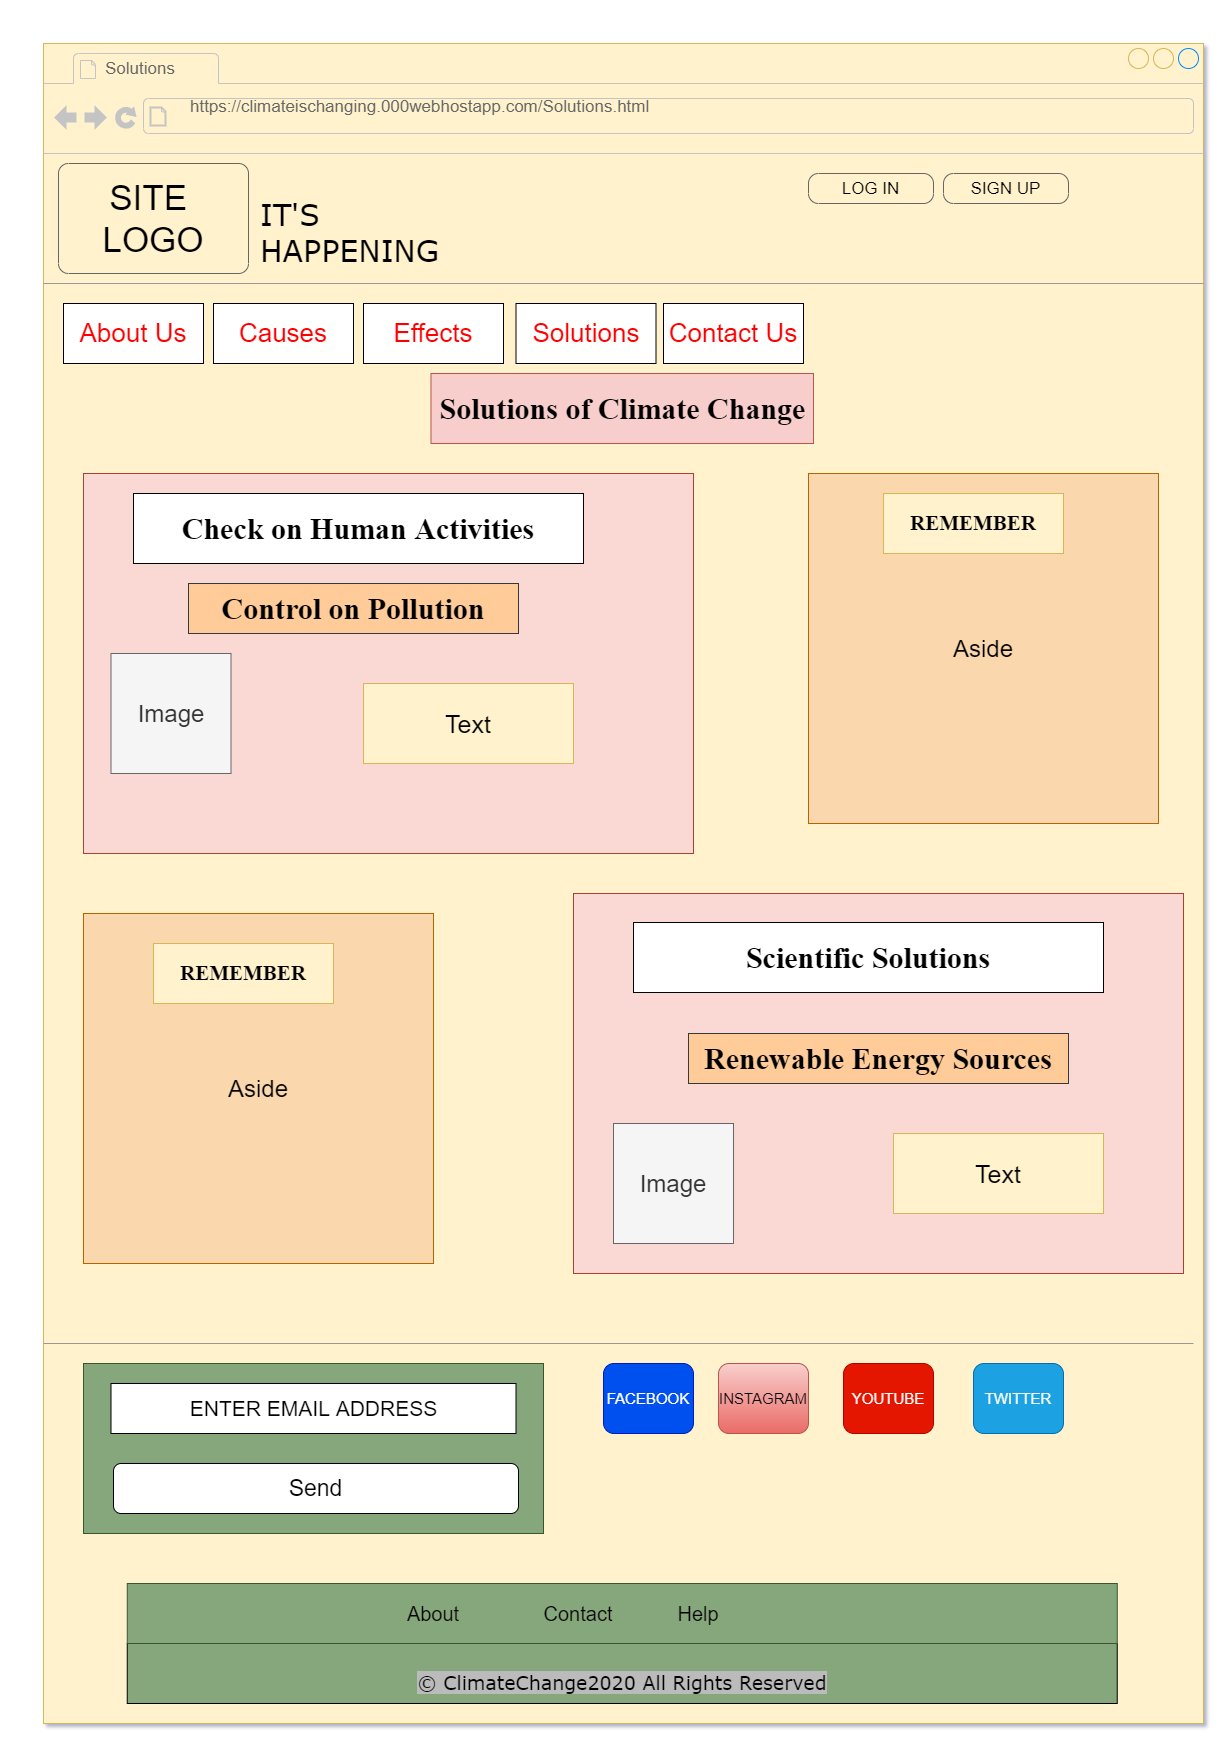 Solutions
https://climateischanging.000webhostapp.com/Solutions.html
SITE
LOGO
IT'S
HAPPENING
LOG IN
SIGN UP
About Us
Causes
Effects
Solutions
Contact Us
Solutions of Climate Change
Check on Human Activities
Control on Pollution
Image
Text
REMEMBER
Aside
REMEMBER
Aside
Scientific Solutions
Renewable Energy Sources
Image
Text
ENTER EMAIL ADDRESS
Send
FACEBOOK
INSTAGRAM
YOUTUBE
TWITTER
About
Contact
Help
© ClimateChange2020 All Rights Reserved